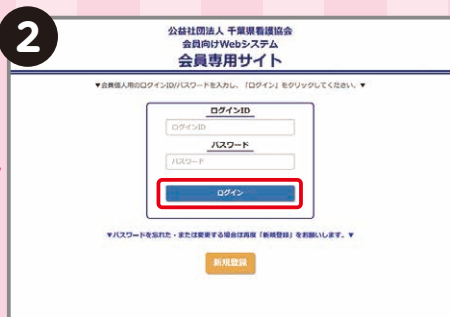 2
公益社団法人 千葉県看護協会
会員向けWebシステム
会員専用サイト
▼会員個人用のログインID/パスワードを入力し、「ログイン」をクリックしてください。▼
ログインID
ログインID
パスワード
パスワード
ログイン
▼パスワードを忘れた・または変更する場合は再度「新規登録」をお願いします。▼
新規登録